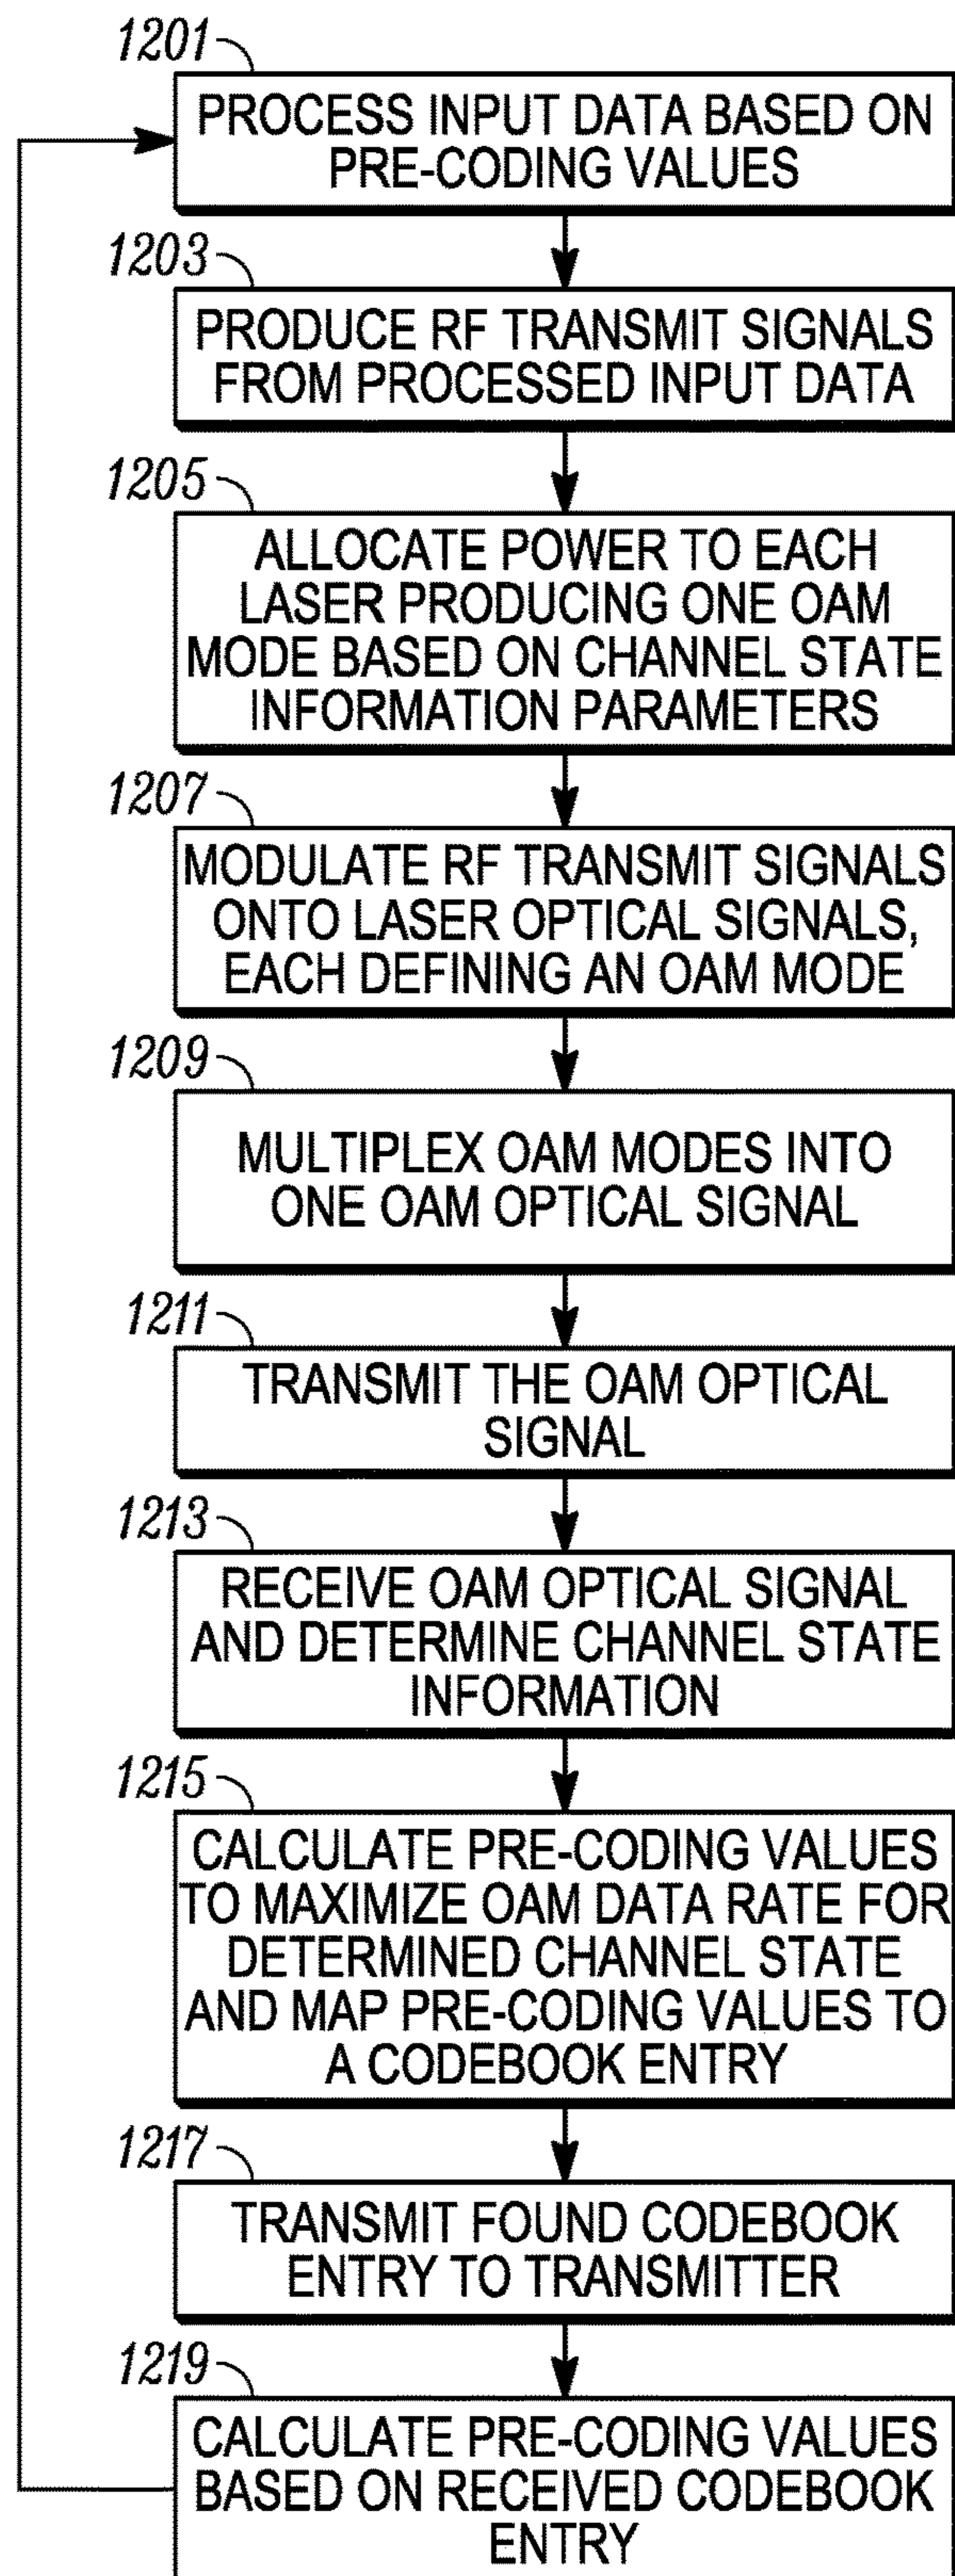 1201
PROCESS INPUT DATA BASED ON
PRE-CODING VALUES
1203
PRODUCE RF TRANSMIT SIGNALS
FROM PROCESSED INPUT DATA
1205
ALLOCATE POWER TO EACH
LASER PRODUCING ONE OAM
MODE BASED ON CHANNEL STATE
INFORMATION PARAMETERS
1207
MODULATE RF TRANSMIT SIGNALS
ONTO LASER OPTICAL SIGNALS,
EACH DEFINING AN OAM MODE
1209
MULTIPLEX OAM MODES INTO
ONE OAM OPTICAL SIGNAL
1211
TRANSMIT THE OAM OPTICAL
SIGNAL
1213
RECEIVE OAM OPTICAL SIGNAL
AND DETERMINE CHANNEL STATE
INFORMATION
1215
CALCULATE PRE-CODING VALUES
TO MAXIMIZE OAM DATA RATE FOR
DETERMINED CHANNEL STATE
AND MAP PRE-CODING VALUES TO
A CODEBOOK ENTRY
1217
TRANSMIT FOUND CODEBOOK
ENTRY TO TRANSMITTER
1219
CALCULATE PRE-CODING VALUES
BASED ON RECEIVED CODEBOOK
ENTRY